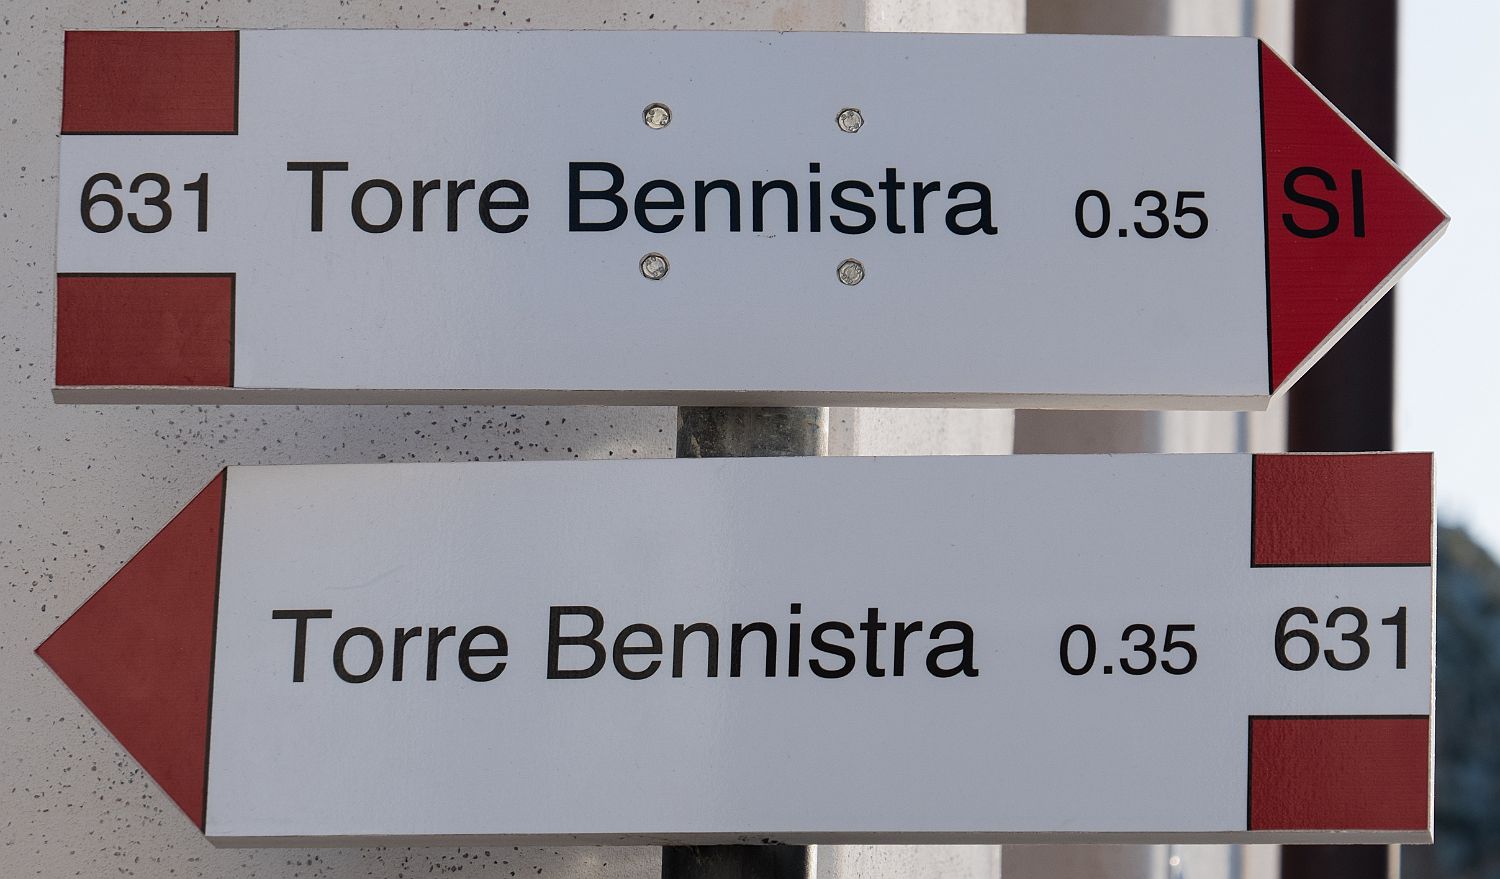 631 Torre Bennistra 0.35 SI
Torre Bennistra 0.35 631